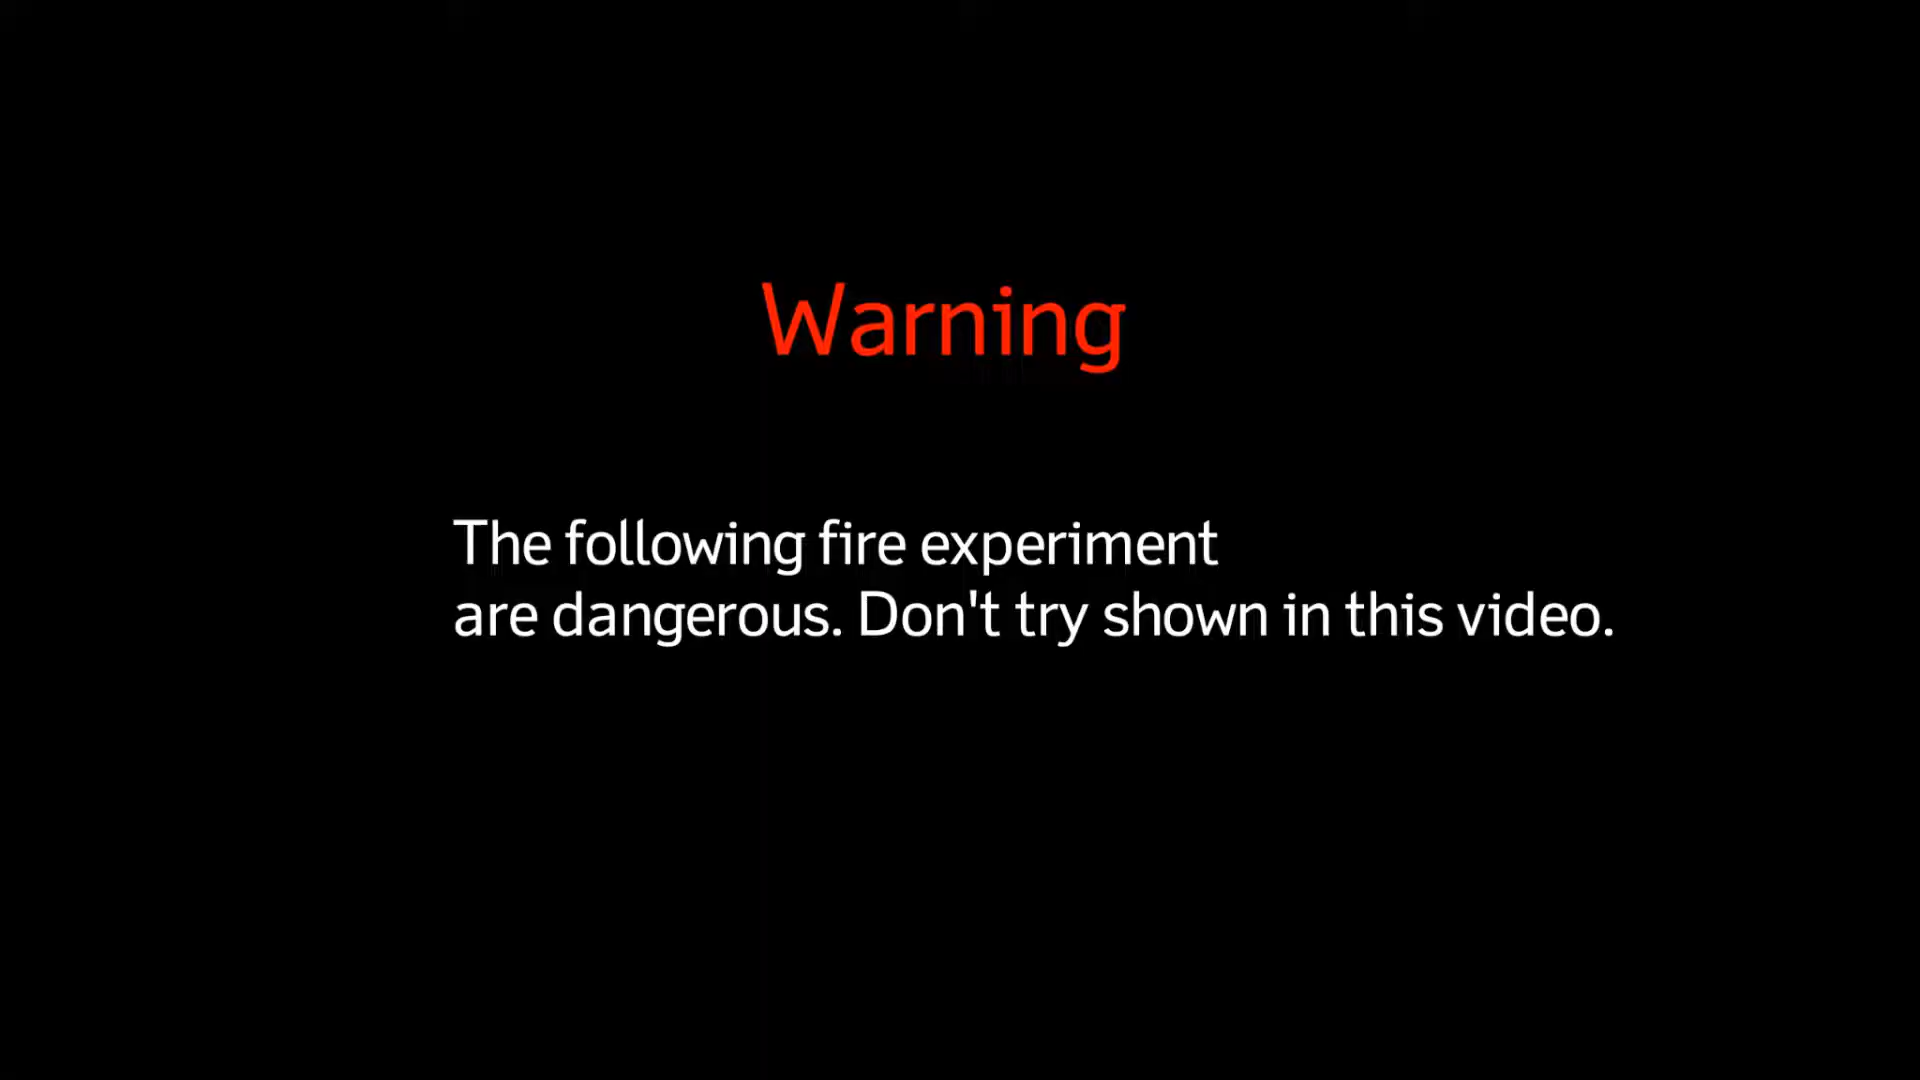 Warning
The following fire experiment
are dangerous. Don't try shown in this video.